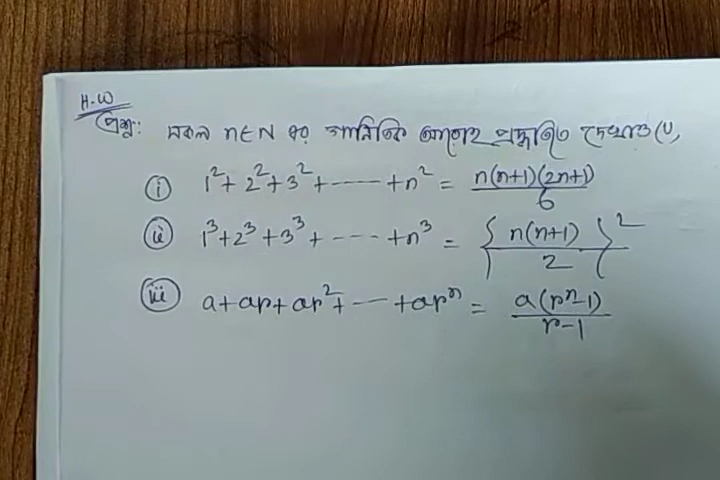 H.W
প্রশ্ন: সকল n∈N এর গাণিতিক আরোহ পদ্ধতিতে দেখাও যে,
(i) 1²+2²+3²+-----+n² = n(n+1)(2n+1)/6
(ii) 1³+2³+3³+-----+n³ = {n(n+1)/2}²
(iii) a+ar+ar²+----+arⁿ = a(rⁿ-1)/r-1